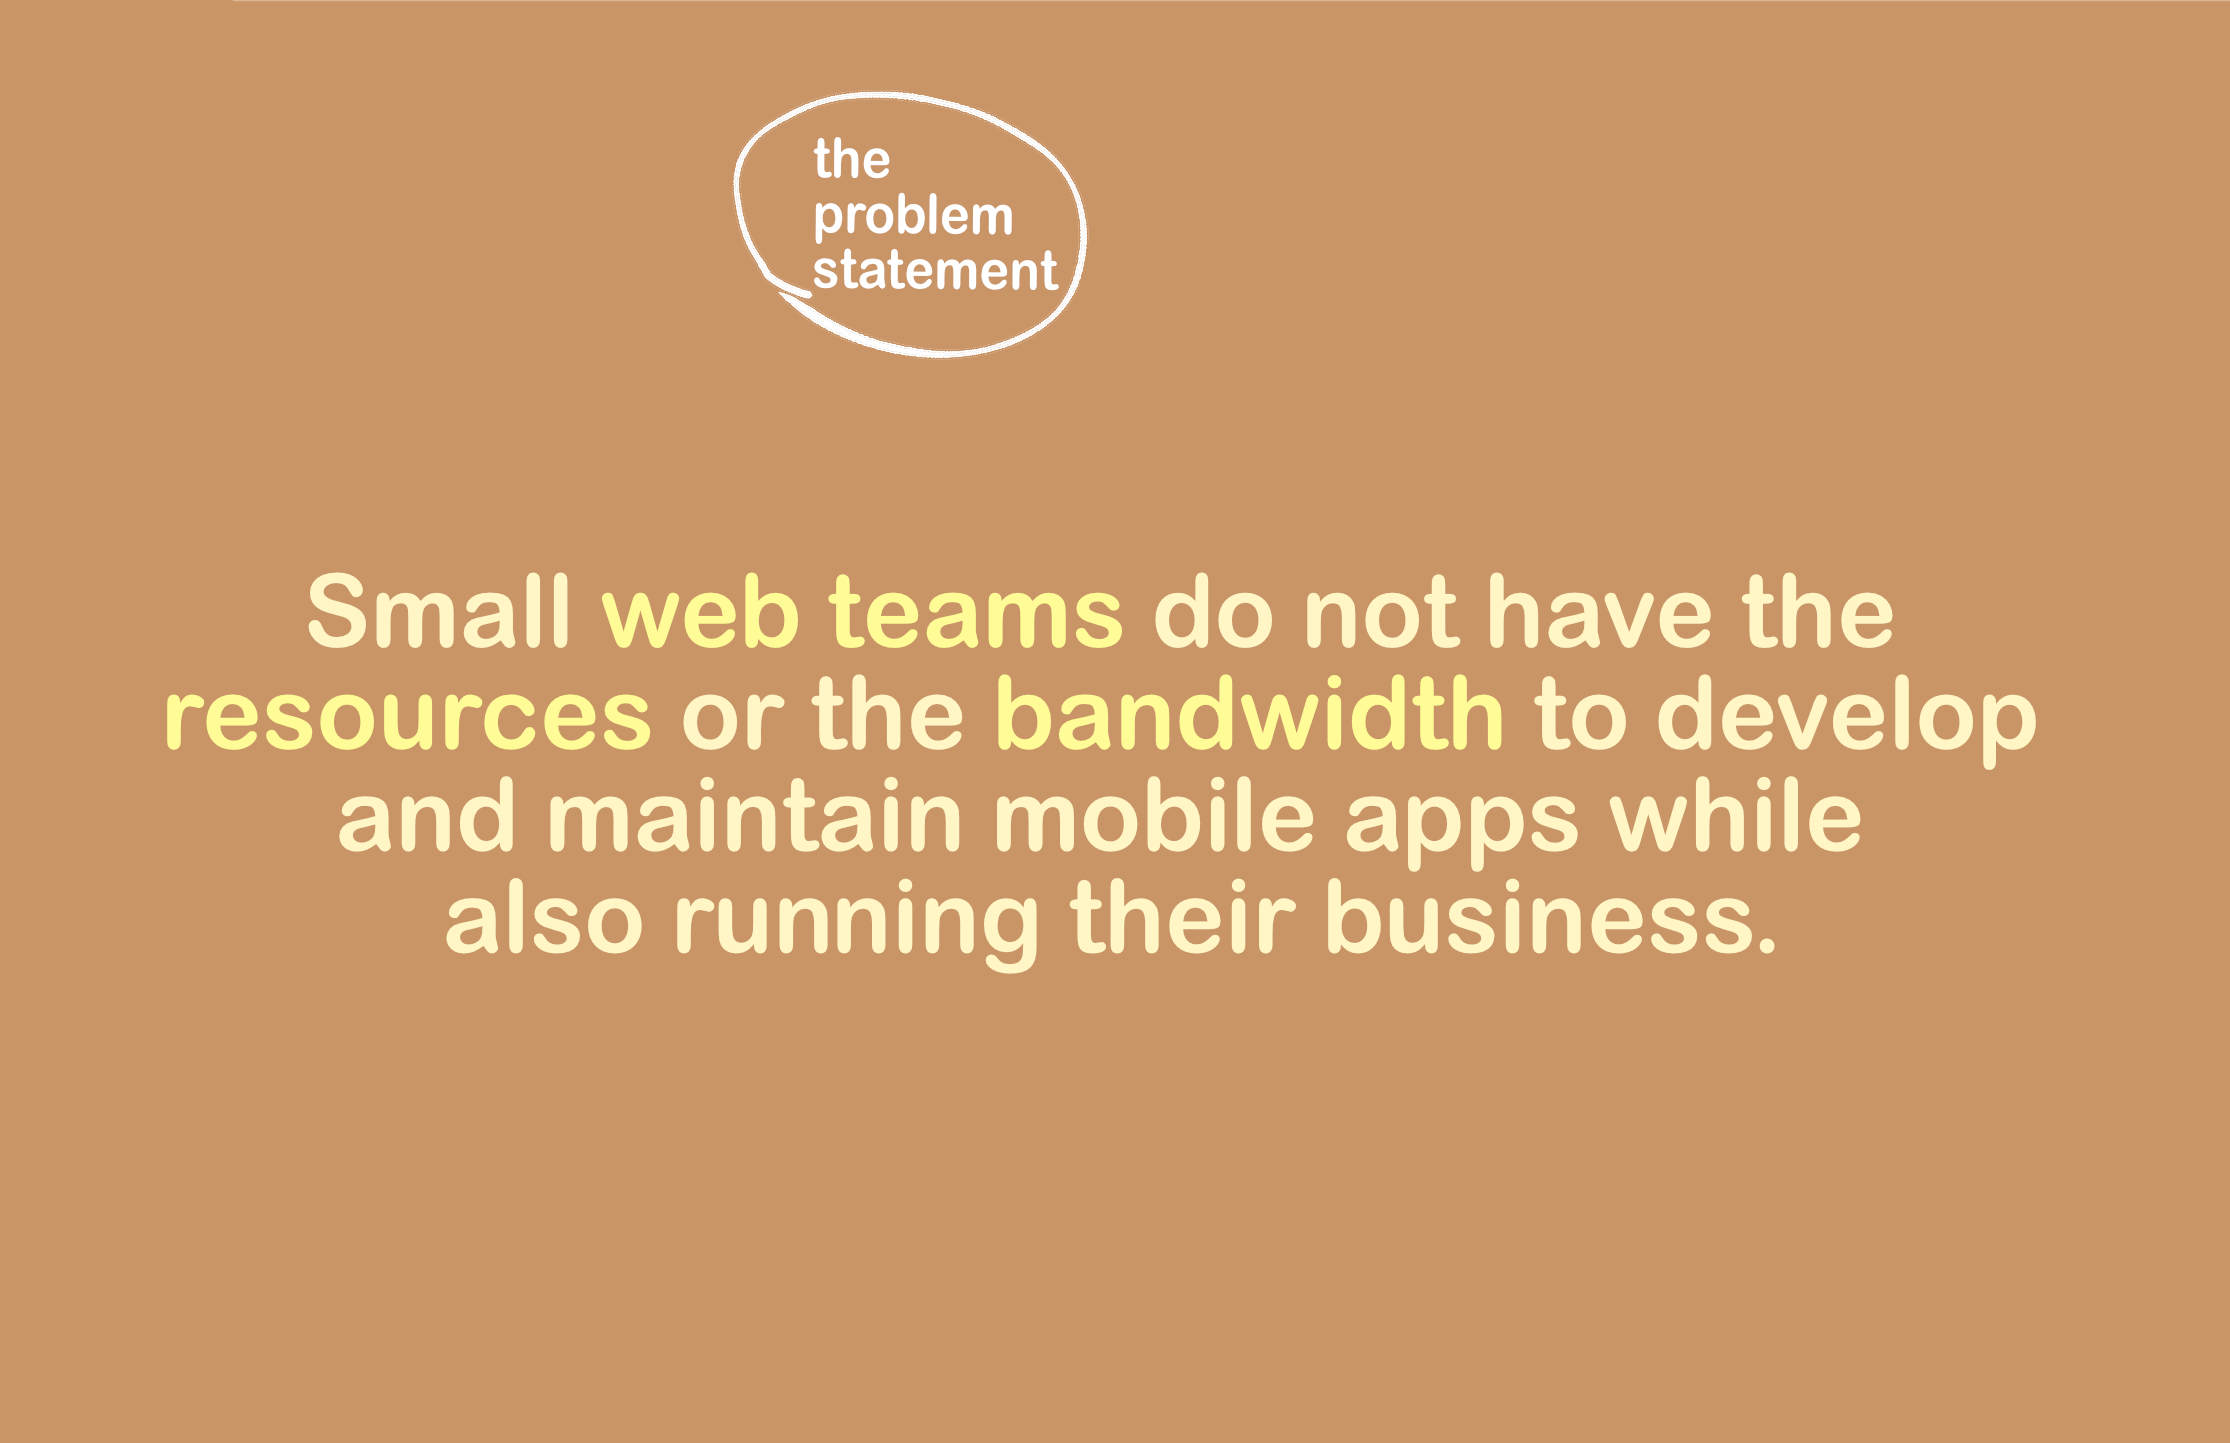 the
problem
statement
Small web teams do not have the
resources or the bandwidth to develop
and maintain mobile apps while
also running their business.